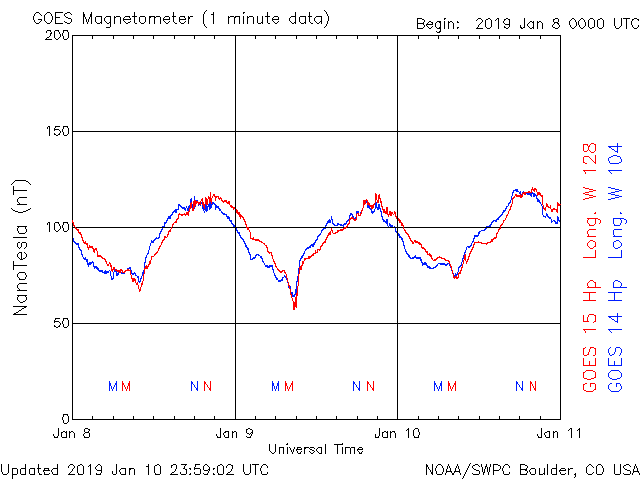 GOES Magnetometer (1 minute data)
Begin: 2019 Jan 8 0000 UTC
200
150
100
50
0
NanoTesla (nT)
M M N N M M N N M M N N
Jan 8 Jan 9 Jan 10 Jan 11
Universal Time
GOES 15 Hp Long. W 128
GOES 14 Hp Long. W 104
Updated 2019 Jan 10 23:59:02 UTC
NOAA/SWPC Boulder, CO USA